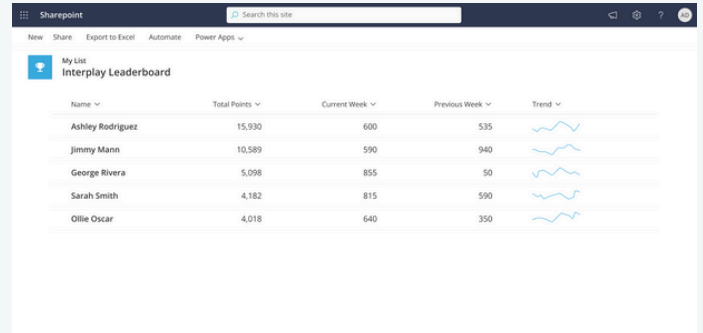 Sharepoint
Search this site
?
AD
New Share Export to Excel Automate Power Apps
My List
Interplay Leaderboard
Name Total Points Current Week Previous Week Trend
Ashley Rodriguez 15,930 600 535
Jimmy Mann 10,589 590 940
George Rivera 5,098 855 50
Sarah Smith 4,182 815 590
Ollie Oscar 4,018 640 350